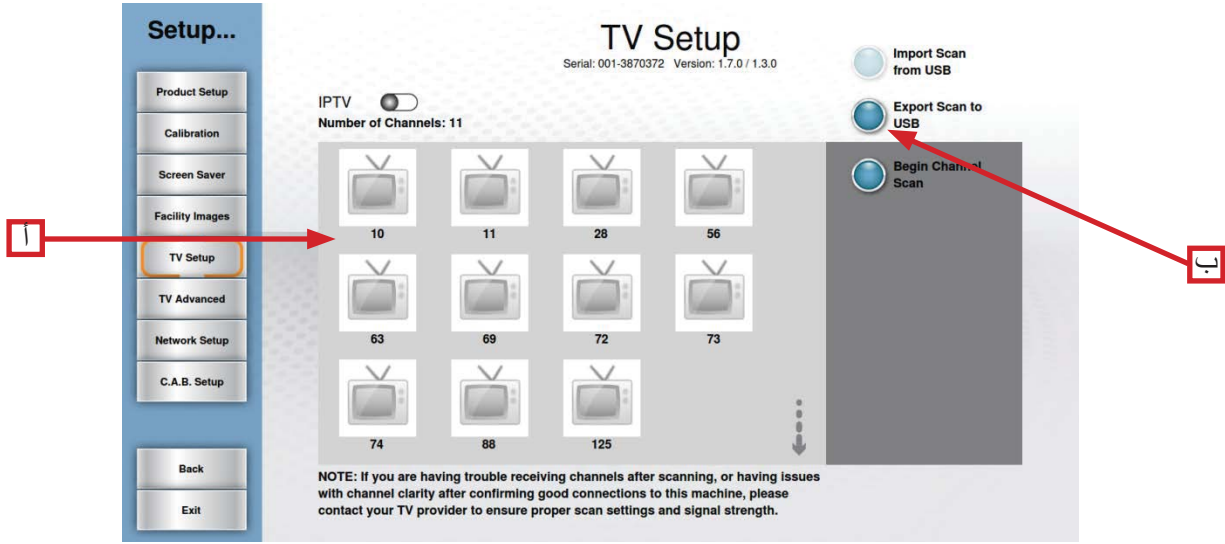 Setup...
Product Setup
Calibration
Screen Saver
Facility Images
TV Setup
TV Advanced
Network Setup
C.A.B. Setup
Back
Exit
أ
TV Setup
Serial: 001-3870372 Version: 1.7.0 / 1.3.0
IPTV
Number of Channels: 11
10 11 28 56
63 69 72 73
74 88 125
NOTE: If you are having trouble receiving channels after scanning, or having issues
with channel clarity after confirming good connections to this machine, please
contact your TV provider to ensure proper scan settings and signal strength.
Import Scan
from USB
Export Scan to
USB
Begin Channel
Scan
ب